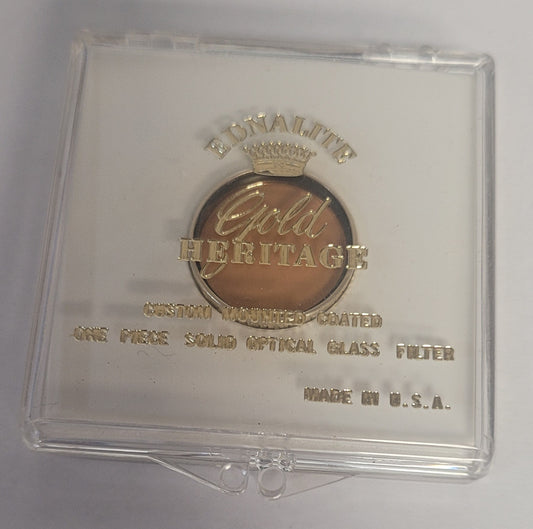 EDNALITE
Gold
HERITAGE
CUSTOM MOUNTED-COATED
ONE PIECE SOLID OPTICAL GLASS FILTER
MADE IN U.S.A.